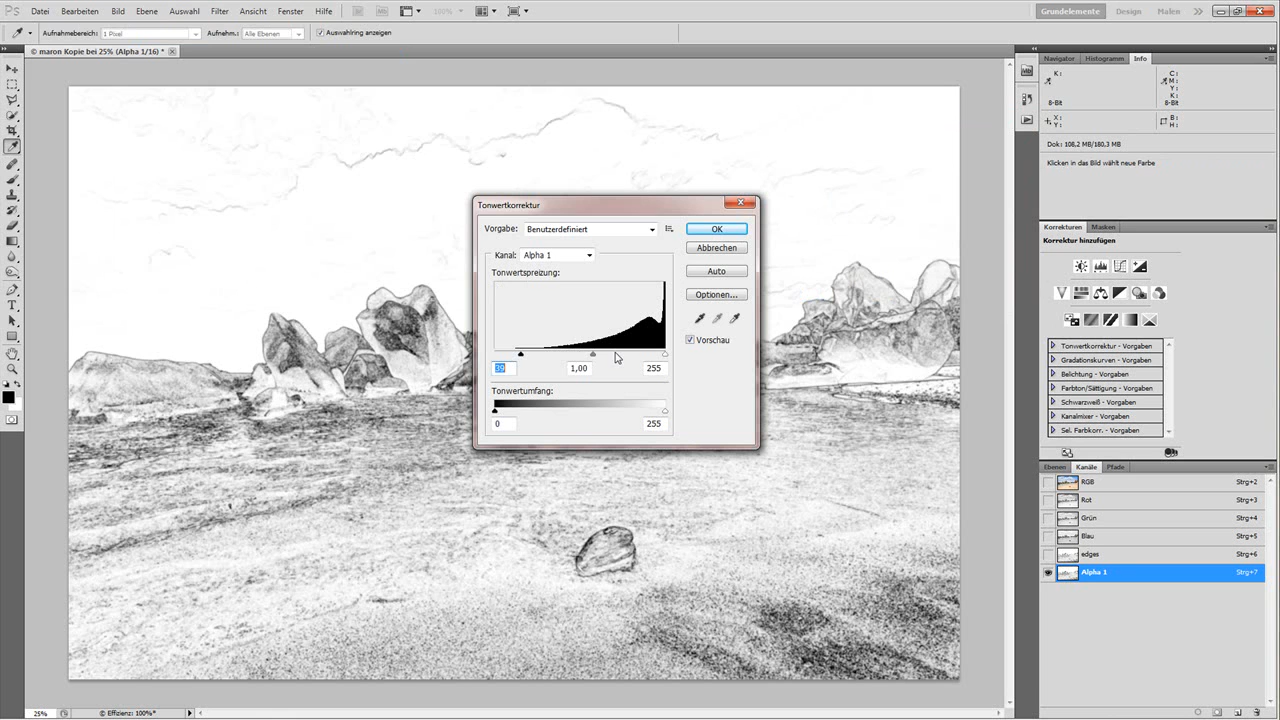 Ps Datei Bearbeiten Bild Ebene Auswahl Filter Ansicht Fenster Hilfe Br Mb 100% Grundelemente Design Malen
Aufnahmebereich: 1 Pixel Aufnehm.: Alle Ebenen Auswahlring anzeigen
© maron Kopie bei 25% (Alpha 1/16) *
Navigator Histogramm Info
K: C:
M:
Y:
K:
8-Bit 8-Bit
X: B:
Y: H:
Dok: 108,2 MB/180,3 MB
Klicken in das Bild wählt neue Farbe
Tonwertkorrektur
Vorgabe: Benutzerdefiniert OK
Kanal: Alpha 1 Abbrechen
Tonwertspreizung: Auto
Optionen...
Vorschau
39 1,00 255
Tonwertumfang:
0 255
Korrekturen Masken
Korrektur hinzufügen
Tonwertkorrektur - Vorgaben
Gradationskurven - Vorgaben
Belichtung - Vorgaben
Farbton/Sättigung - Vorgaben
Schwarzweiß - Vorgaben
Kanalmixer - Vorgaben
Sel. Farbkorr. - Vorgaben
Ebenen Kanäle Pfade
RGB Strg+2
Rot Strg+3
Grün Strg+4
Blau Strg+5
edges Strg+6
Alpha 1 Strg+7
25% © Effizienz: 100%*